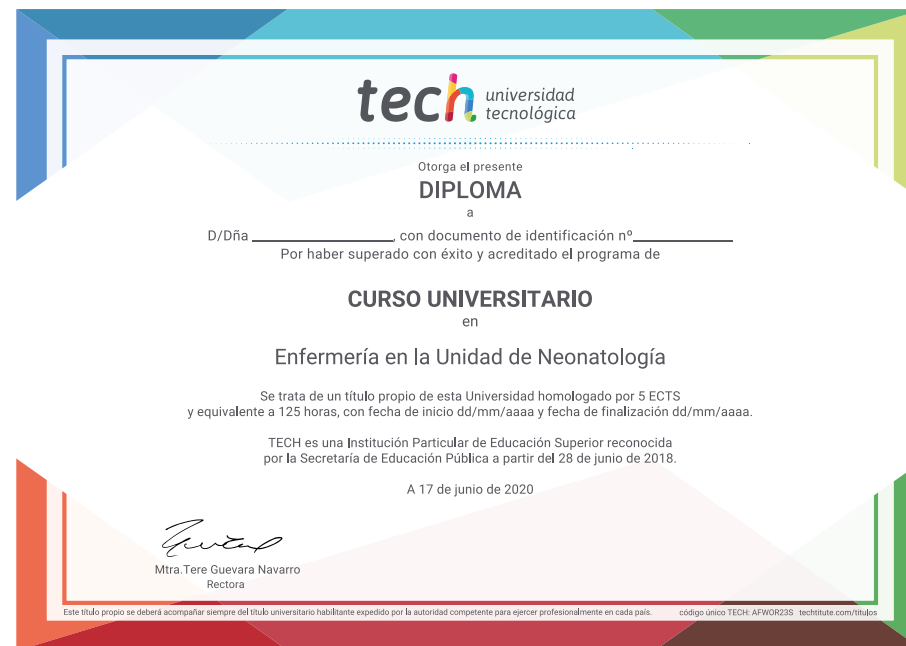 tech universidad
tecnológica
Otorga el presente
DIPLOMA
a
D/Dña ____________, con documento de identificación nº____________
Por haber superado con éxito y acreditado el programa de
CURSO UNIVERSITARIO
en
Enfermería en la Unidad de Neonatología
Se trata de un título propio de esta Universidad homologado por 5 ECTS
y equivalente a 125 horas, con fecha de inicio dd/mm/aaaa y fecha de finalización dd/mm/aaaa.
TECH es una Institución Particular de Educación Superior reconocida
por la Secretaría de Educación Pública a partir del 28 de junio de 2018.
A 17 de junio de 2020
Mtra.Tere Guevara Navarro
Rectora
Este título propio se deberá acompañar siempre del título universitario habilitante expedido por la autoridad competente para ejercer profesionalmente en cada país. código único TECH: AFWOR23S techtitute.com/titulos